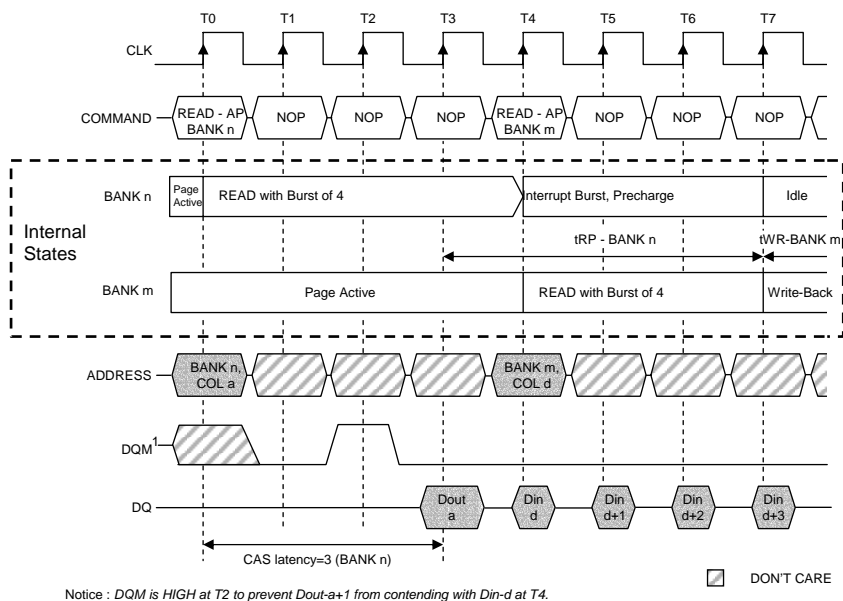 T0 T1 T2 T3 T4 T5 T6 T7
CLK
COMMAND
READ - AP
BANK n
NOP
NOP
NOP
READ - AP
BANK m
NOP
NOP
NOP
Internal
States
BANK n
Page
Active
READ with Burst of 4
Interrupt Burst, Precharge
Idle
tRP - BANK n
tWR-BANK m
BANK m
Page Active
READ with Burst of 4
Write-Back
ADDRESS
BANK n,
COL a
BANK m,
COL d
DQM1
DQ
Dout
a
Din
d
Din
d+1
Din
d+2
Din
d+3
CAS latency=3 (BANK n)
DON'T CARE
Notice : DQM is HIGH at T2 to prevent Dout-a+1 from contending with Din-d at T4.